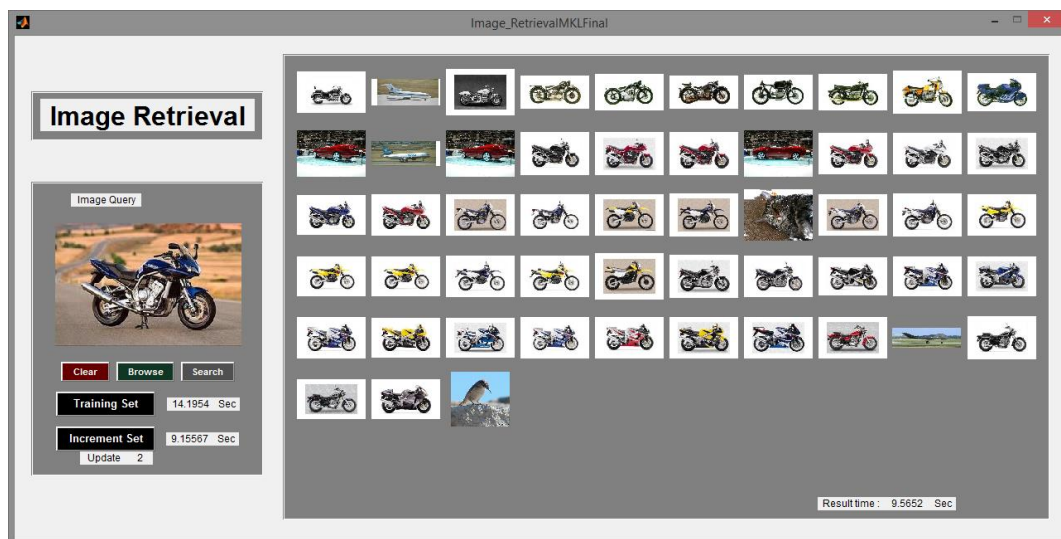 Image_RetrievalMKLFinal
Image Retrieval
Image Query
Clear Browse Search
Training Set 14.1954 Sec
Increment Set 9.15567 Sec
Update 2
Result time : 9.5652 Sec